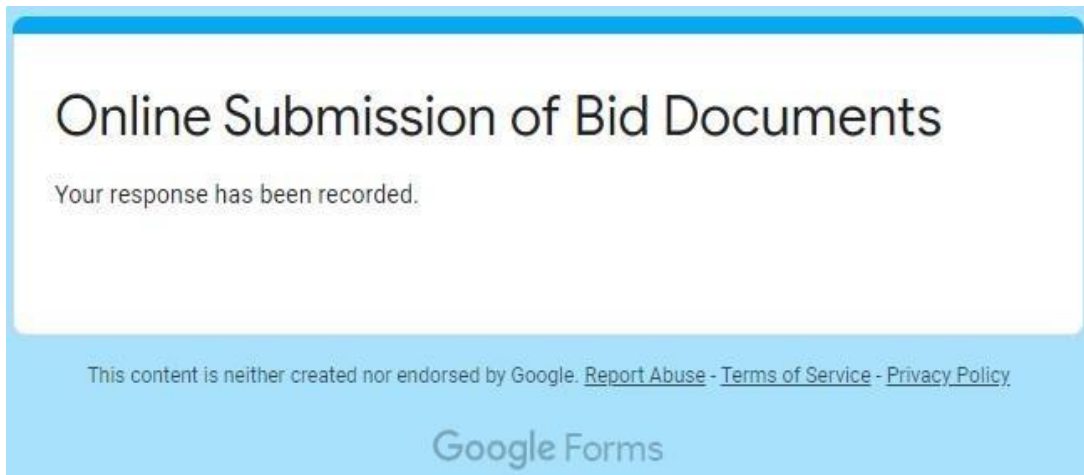 Online Submission of Bid Documents
Your response has been recorded.
This content is neither created nor endorsed by Google. Report Abuse - Terms of Service - Privacy Policy
Google Forms